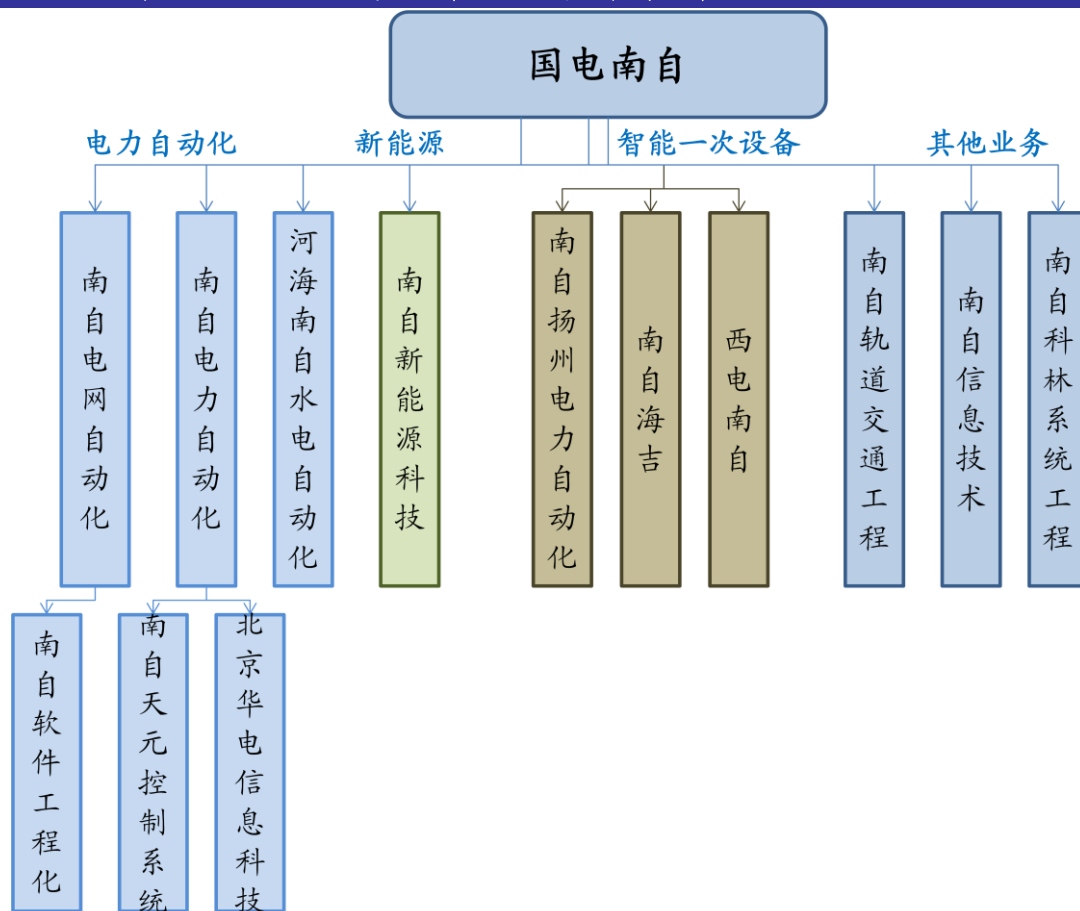 国电南自
电力自动化
新能源
智能一次设备
其他业务
南自电网自动化
南自电力自动化
河海南自水电自动化
南自新能源科技
南自扬州电力自动化
南自海吉
西电南自
南自轨道交通工程
南自信息技术
南自科林系统工程
南自软件工程化
南自天元控制系统
北京华电信息科技